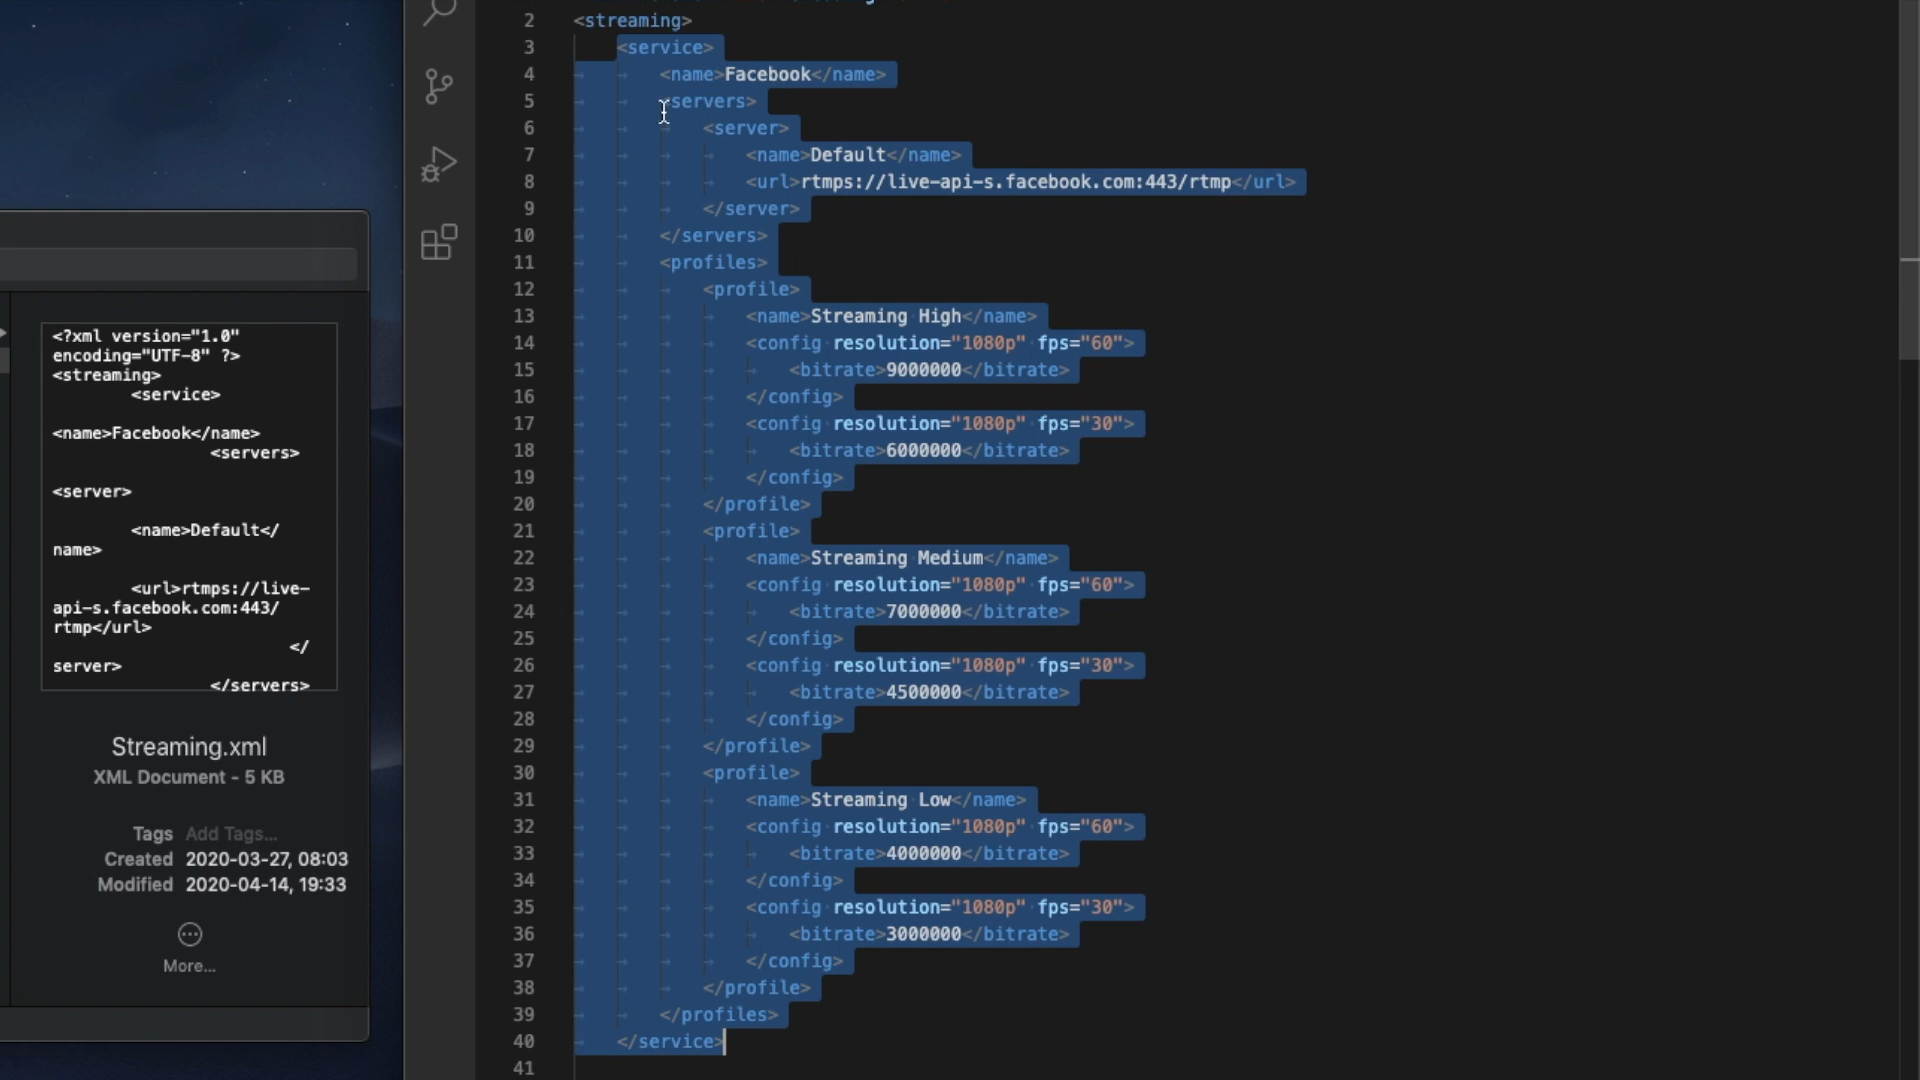 <?xml version="1.0"
encoding="UTF-8" ?>
<streaming>
<service>
<name>Facebook</name>
<servers>
<server>
<name>Default</
name>
<url>rtmps://live-
api-s.facebook.com:443/
rtmp</url>
</
server>
</servers>
Streaming.xml
XML Document - 5 KB
Tags Add Tags...
Created 2020-03-27, 08:03
Modified 2020-04-14, 19:33
More...
2 <streaming>
3 <service>
4 <name>Facebook</name>
5 <servers>
6 <server>
7 <name>Default</name>
8 <url>rtmps://live-api-s.facebook.com:443/rtmp</url>
9 </server>
10 </servers>
11 <profiles>
12 <profile>
13 <name>Streaming High</name>
14 <config resolution="1080p" fps="60">
15 <bitrate>9000000</bitrate>
16 </config>
17 <config resolution="1080p" fps="30">
18 <bitrate>6000000</bitrate>
19 </config>
20 </profile>
21 <profile>
22 <name>Streaming Medium</name>
23 <config resolution="1080p" fps="60">
24 <bitrate>7000000</bitrate>
25 </config>
26 <config resolution="1080p" fps="30">
27 <bitrate>4500000</bitrate>
28 </config>
29 </profile>
30 <profile>
31 <name>Streaming Low</name>
32 <config resolution="1080p" fps="60">
33 <bitrate>4000000</bitrate>
34 </config>
35 <config resolution="1080p" fps="30">
36 <bitrate>3000000</bitrate>
37 </config>
38 </profile>
39 </profiles>
40 </service>
41